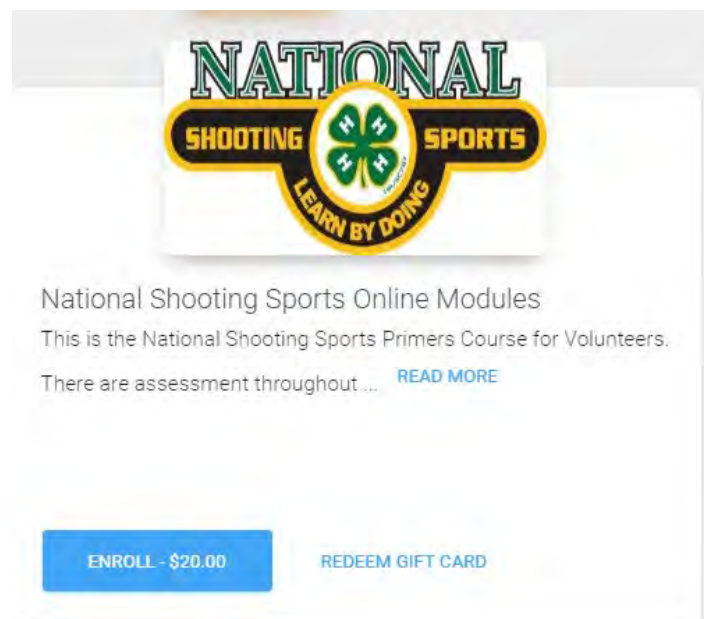 NATIONAL
SHOOTING SPORTS
H H
H H
LEARN BY DOING
National Shooting Sports Online Modules
This is the National Shooting Sports Primers Course for Volunteers.
There are assessment throughout ... READ MORE
ENROLL - $20.00 REDEEM GIFT CARD